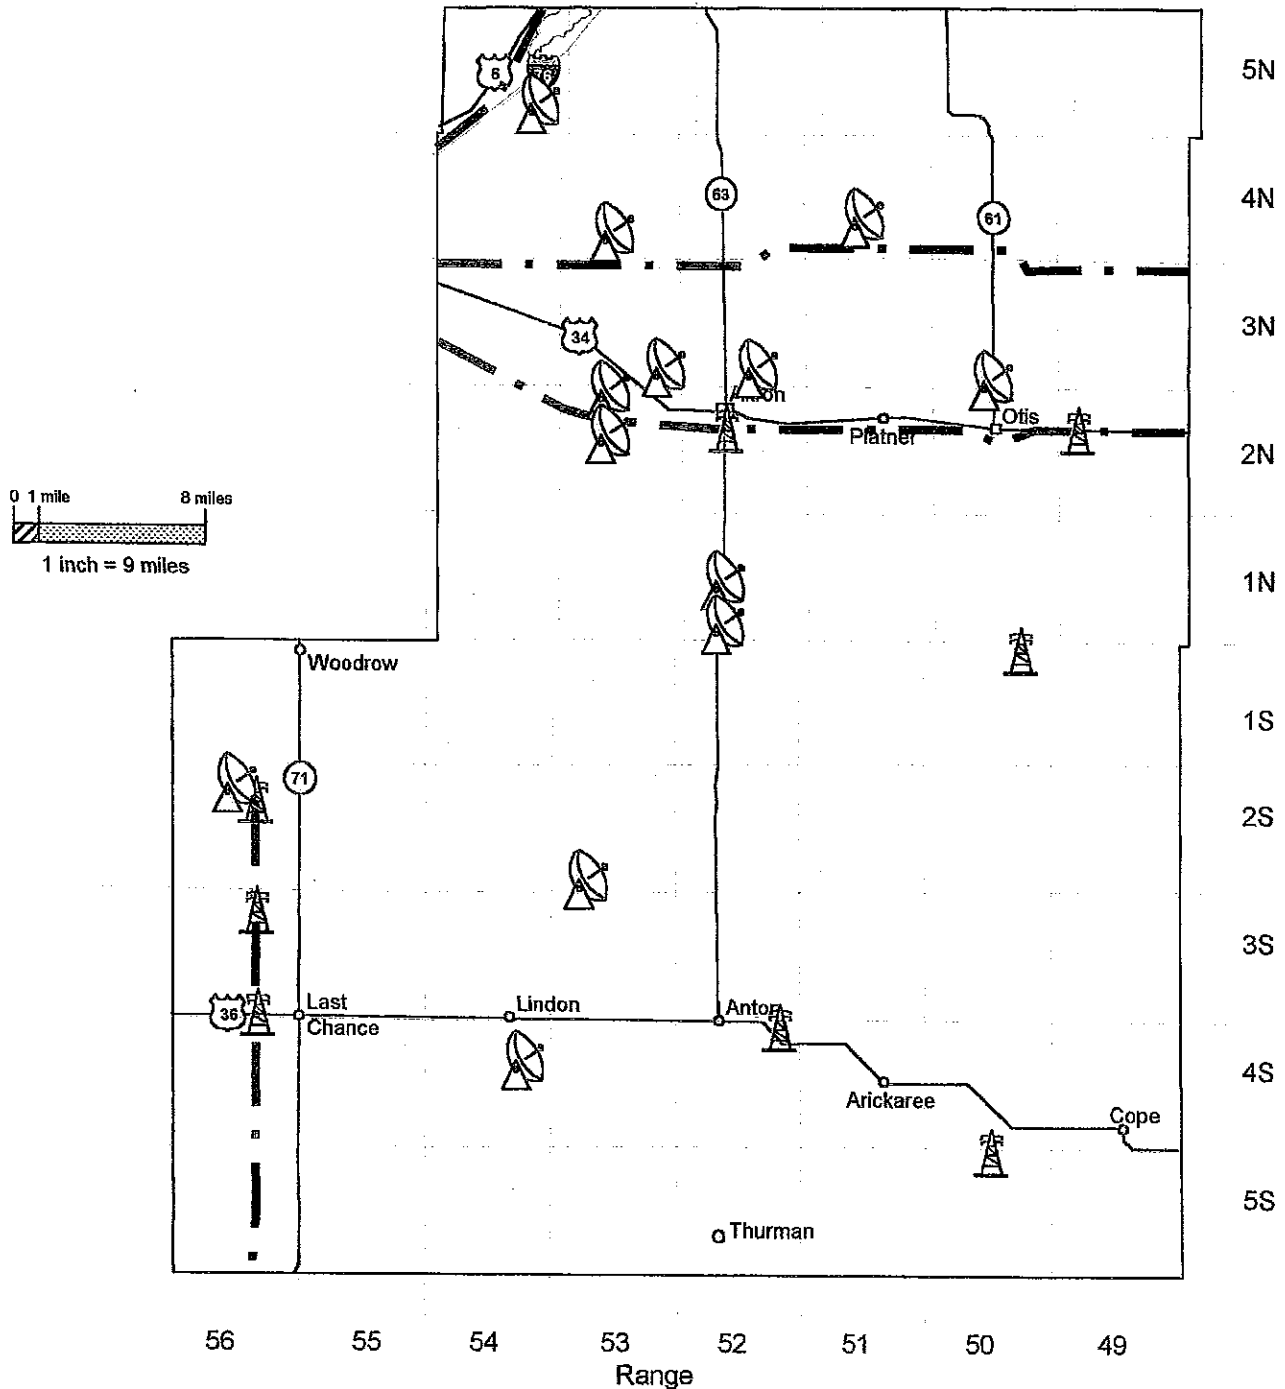 6
5N
63
61
4N
34
3N
Otis
Platner
2N
0 1 mile 8 miles
1 inch = 9 miles
1N
Woodrow
1S
71
2S
3S
36
Last
Chance
Lindon
Anton
4S
Arickaree
Cope
5S
Thurman
56 55 54 53 52 51 50 49
Range